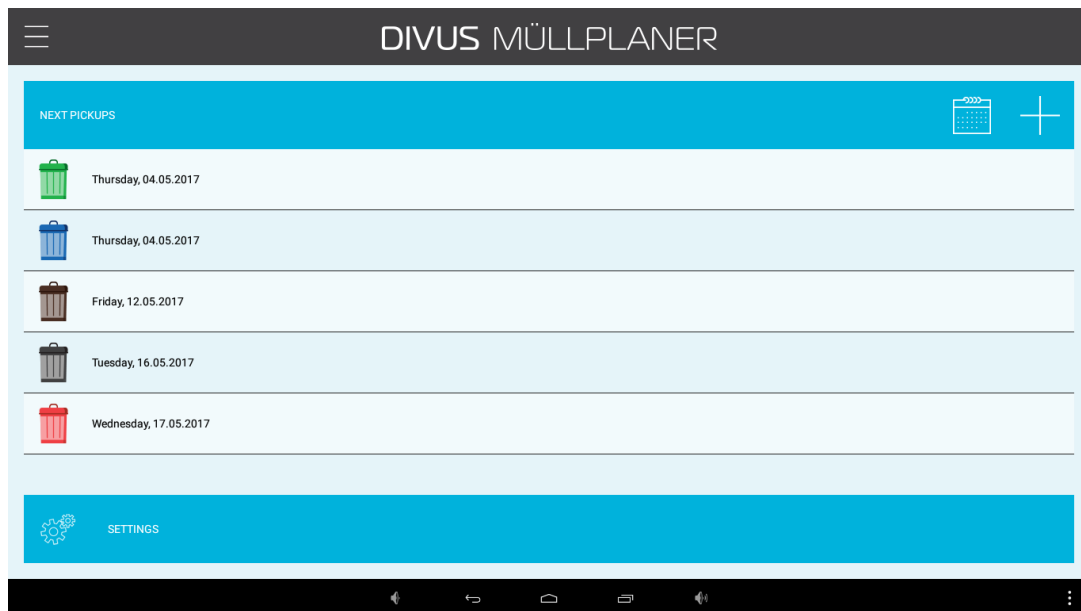 DIVUS MÜLLPLANER
NEXT PICKUPS
Thursday, 04.05.2017
Thursday, 04.05.2017
Friday, 12.05.2017
Tuesday, 16.05.2017
Wednesday, 17.05.2017
SETTINGS